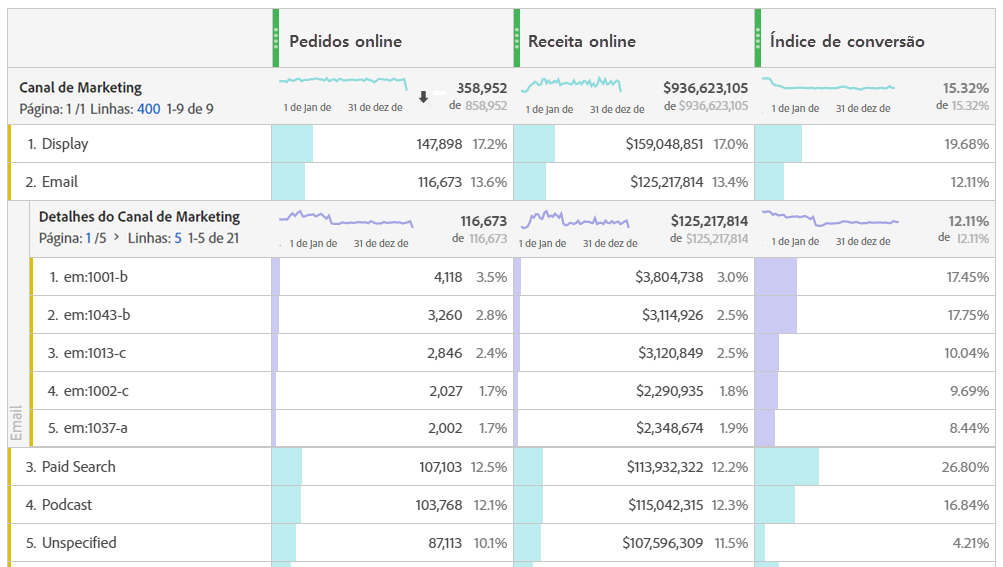 Pedidos online Receita online Índice de conversão
Canal de Marketing
Página: 1 /1 Linhas: 400 1-9 de 9
1 de Jan de 31 de dez de 358,952
de 858,952
1 de Jan de 31 de dez de $936,623,105
de $936,623,105
1 de Jan de 31 de dez de 15.32%
de 15.32%
1. Display 147,898 17.2% $159,048,851 17.0% 19.68%
2. Email 116,673 13.6% $125,217,814 13.4% 12.11%
Detalhes do Canal de Marketing
Página: 1 /5 > Linhas: 5 1-5 de 21
1 de Jan de 31 de dez de 116,673
de 116,673
1 de Jan de 31 de dez de $125,217,814
de $125,217,814
1 de Jan de 31 de dez de 12.11%
de 12.11%
Email
1. em:1001-b 4,118 3.5% $3,804,738 3.0% 17.45%
2. em:1043-b 3,260 2.8% $3,114,926 2.5% 17.75%
3. em:1013-c 2,846 2.4% $3,120,849 2.5% 10.04%
4. em:1002-c 2,027 1.7% $2,290,935 1.8% 9.69%
5. em:1037-a 2,002 1.7% $2,348,674 1.9% 8.44%
3. Paid Search 107,103 12.5% $113,932,322 12.2% 26.80%
4. Podcast 103,768 12.1% $115,042,315 12.3% 16.84%
5. Unspecified 87,113 10.1% $107,596,309 11.5% 4.21%